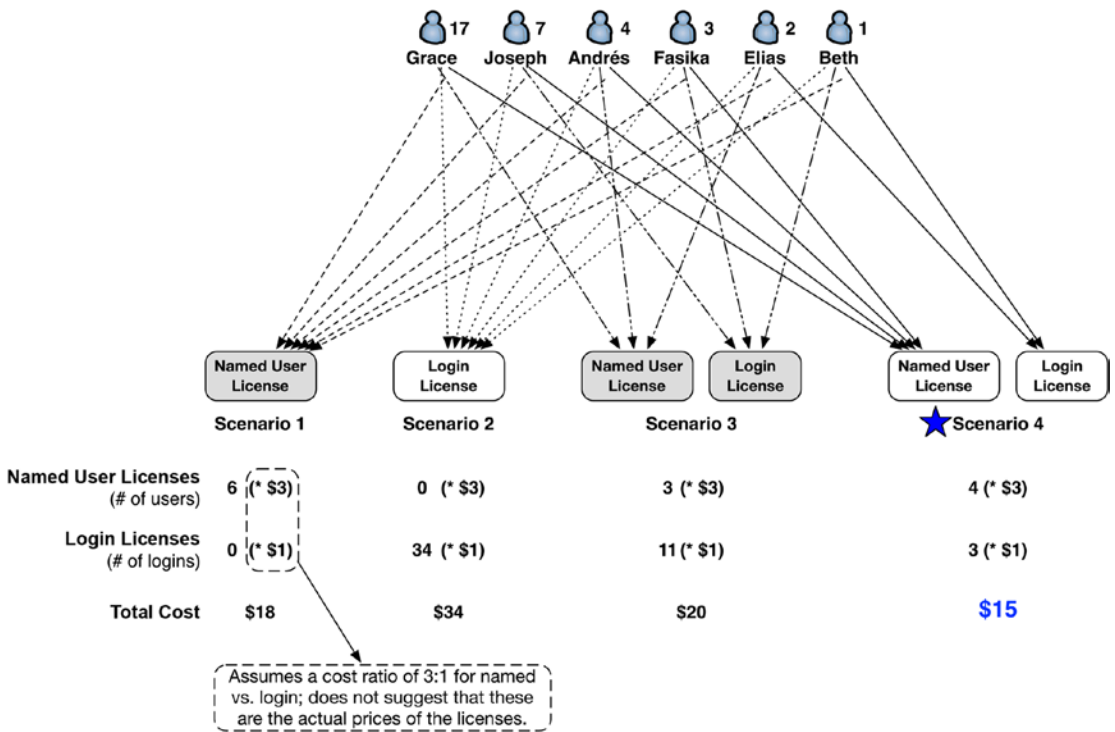 17 7 4 3 2 1
Grace Joseph Andrés Fasika Elias Beth
Named User License
Login License
Named User License
Login License
Named User License
Login License
Scenario 1 Scenario 2 Scenario 3 Scenario 4
Named User Licenses 6 (* $3) 0 (* $3) 3 (* $3) 4 (* $3)
(# of users)
Login Licenses 0 (* $1) 34 (* $1) 11 (* $1) 3 (* $1)
(# of logins)
Total Cost $18 $34 $20 $15
Assumes a cost ratio of 3:1 for named
vs. login; does not suggest that these
are the actual prices of the licenses.